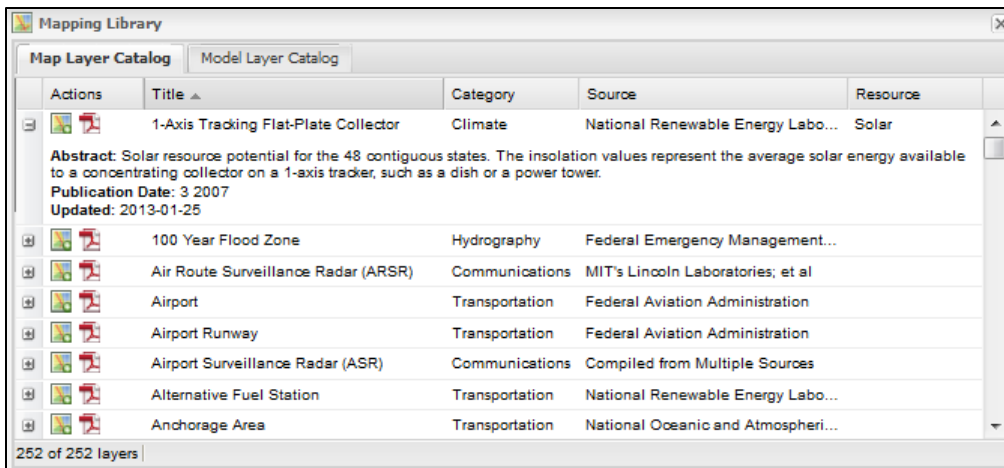 Mapping Library
Map Layer Catalog Model Layer Catalog
Actions Title Category Source Resource
1-Axis Tracking Flat-Plate Collector Climate National Renewable Energy Labo... Solar
Abstract: Solar resource potential for the 48 contiguous states. The insolation values represent the average solar energy available
to a concentrating collector on a 1-axis tracker, such as a dish or a power tower.
Publication Date: 3 2007
Updated: 2013-01-25
100 Year Flood Zone Hydrography Federal Emergency Management...
Air Route Surveillance Radar (ARSR) Communications MIT's Lincoln Laboratories; et al
Airport Transportation Federal Aviation Administration
Airport Runway Transportation Federal Aviation Administration
Airport Surveillance Radar (ASR) Communications Compiled from Multiple Sources
Alternative Fuel Station Transportation National Renewable Energy Labo...
Anchorage Area Transportation National Oceanic and Atmospheri...
252 of 252 layers